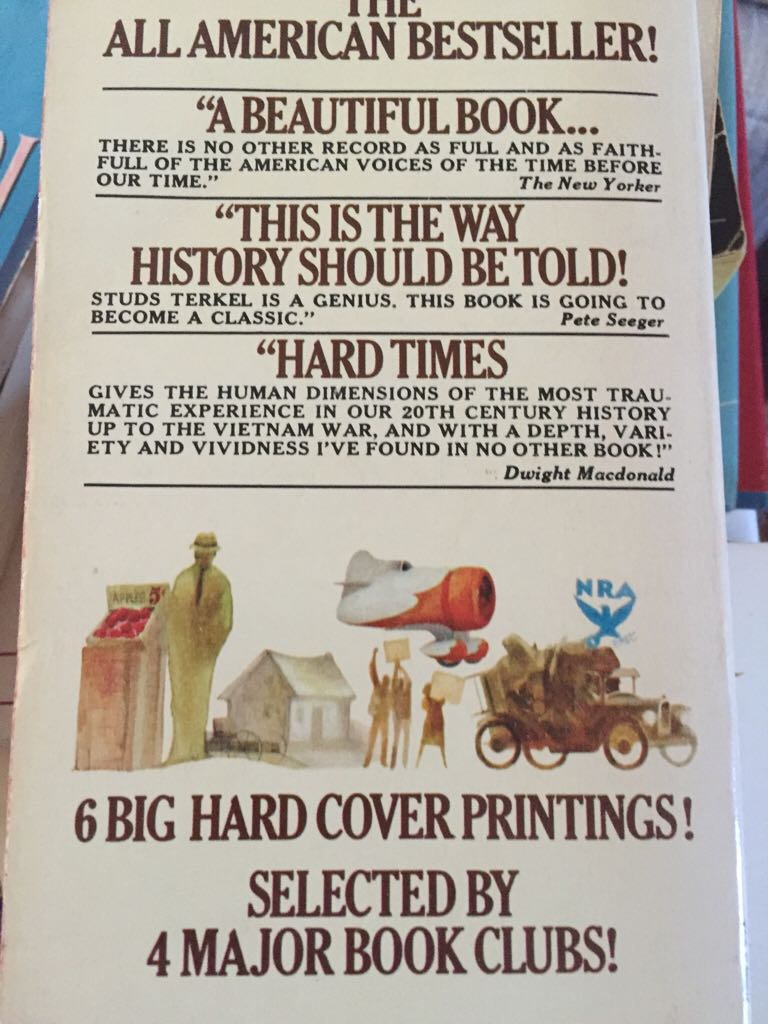 THE
ALL AMERICAN BESTSELLER!
“A BEAUTIFUL BOOK...
THERE IS NO OTHER RECORD AS FULL AND AS FAITH-
FULL OF THE AMERICAN VOICES OF THE TIME BEFORE
OUR TIME.” The New Yorker
“THIS IS THE WAY
HISTORY SHOULD BE TOLD!
STUDS TERKEL IS A GENIUS. THIS BOOK IS GOING TO
BECOME A CLASSIC.” Pete Seeger
“HARD TIMES
GIVES THE HUMAN DIMENSIONS OF THE MOST TRAU-
MATIC EXPERIENCE IN OUR 20TH CENTURY HISTORY
UP TO THE VIETNAM WAR, AND WITH A DEPTH, VARI-
ETY AND VIVIDNESS I’VE FOUND IN NO OTHER BOOK!”
Dwight Macdonald
APPLES 5¢
NRA
6 BIG HARD COVER PRINTINGS!
SELECTED BY
4 MAJOR BOOK CLUBS!